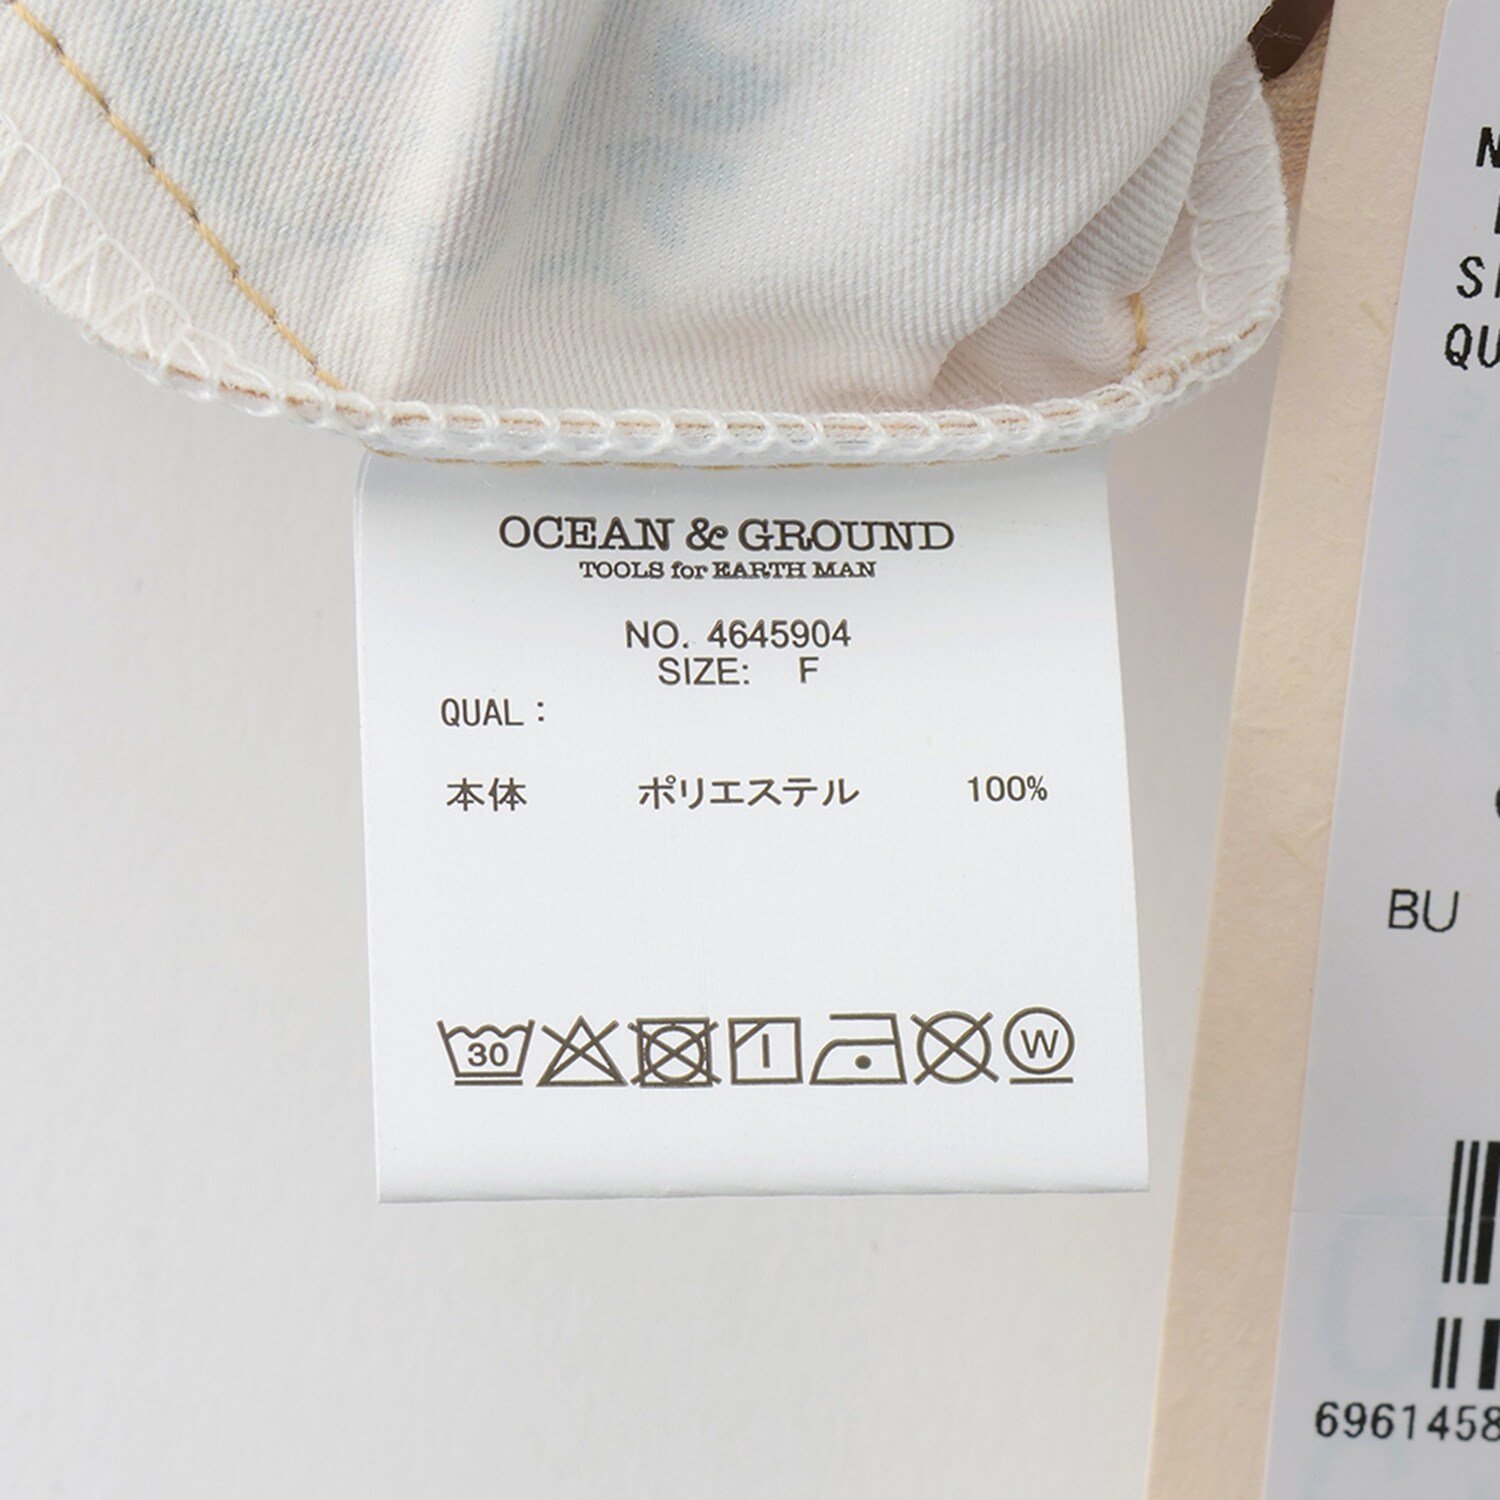 OCEAN & GROUND
TOOLS for EARTH MAN
NO. 4645904
SIZE: F
QUAL:
本体 ポリエステル 100%
30
W
BU
6961458